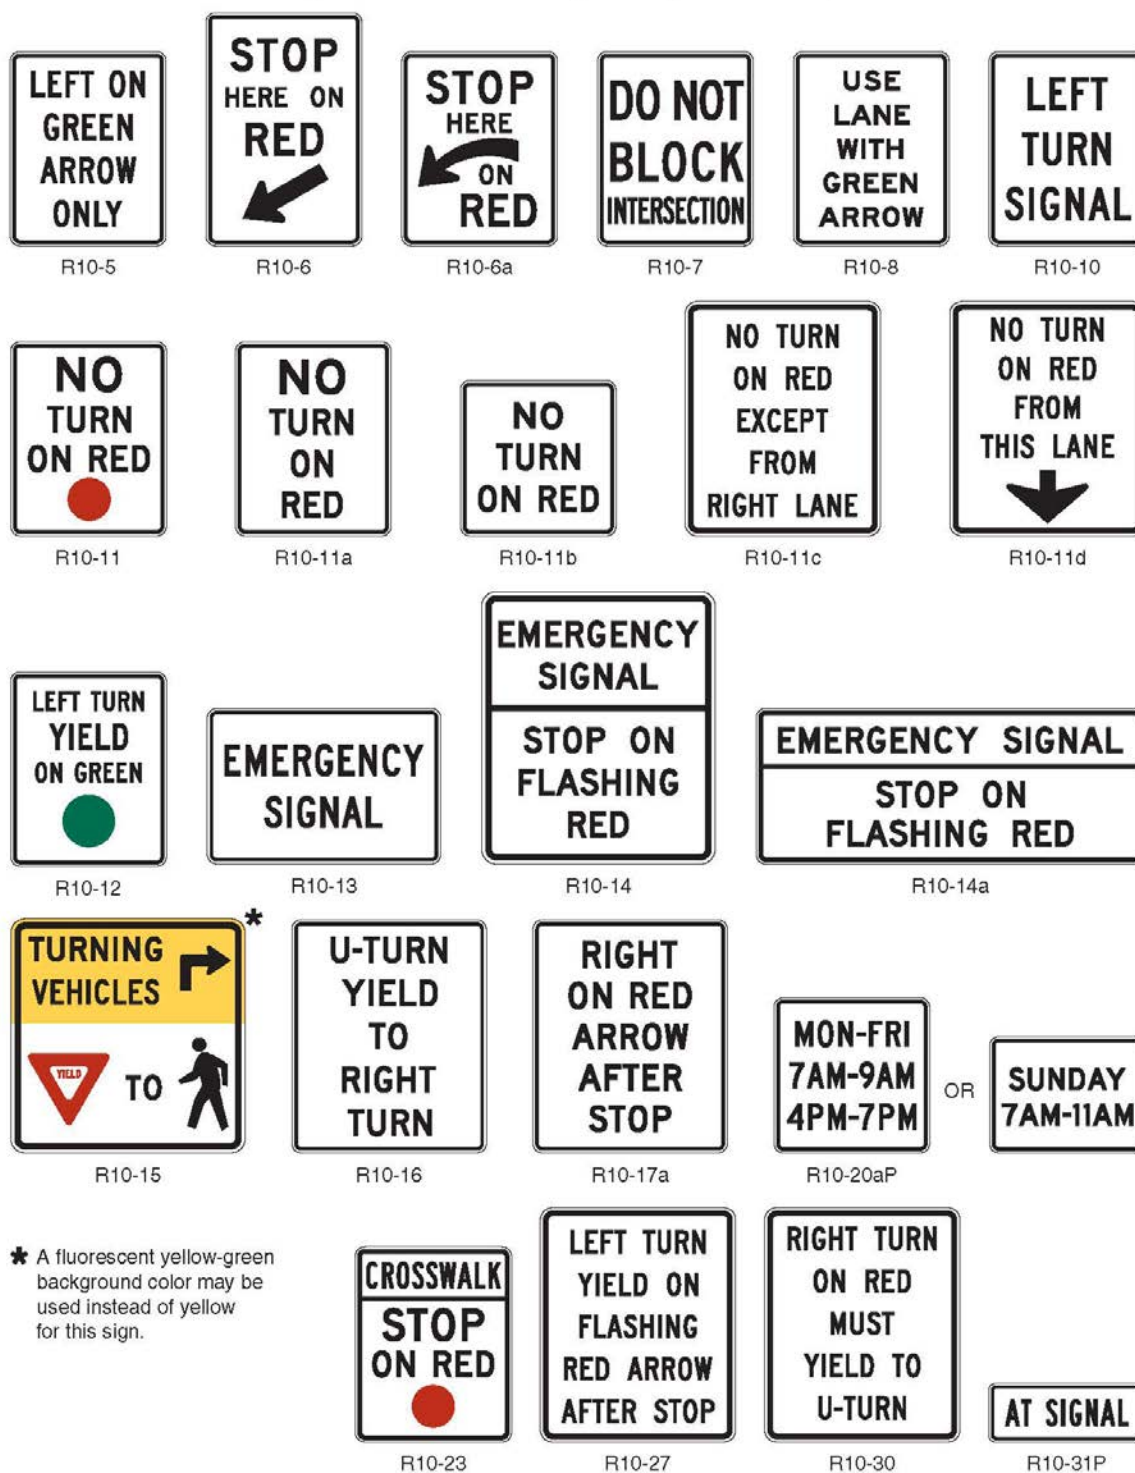 LEFT ON
GREEN
ARROW
ONLY
R10-5
STOP
HERE ON
RED
R10-6
STOP
HERE
ON
RED
R10-6a
DO NOT
BLOCK
INTERSECTION
R10-7
USE
LANE
WITH
GREEN
ARROW
R10-8
LEFT
TURN
SIGNAL
R10-10
NO
TURN
ON RED
R10-11
NO
TURN
ON
RED
R10-11a
NO
TURN
ON RED
R10-11b
NO TURN
ON RED
EXCEPT
FROM
RIGHT LANE
R10-11c
NO TURN
ON RED
FROM
THIS LANE
R10-11d
LEFT TURN
YIELD
ON GREEN
R10-12
EMERGENCY
SIGNAL
R10-13
EMERGENCY
SIGNAL
STOP ON
FLASHING
RED
R10-14
EMERGENCY SIGNAL
STOP ON
FLASHING RED
R10-14a
TURNING
VEHICLES
YIELD
TO
*
R10-15
U-TURN
YIELD
TO
RIGHT
TURN
R10-16
RIGHT
ON RED
ARROW
AFTER
STOP
R10-17a
MON-FRI
7AM-9AM
4PM-7PM
R10-20aP
OR
SUNDAY
7AM-11AM
* A fluorescent yellow-green
background color may be
used instead of yellow
for this sign.
CROSSWALK
STOP
ON RED
R10-23
LEFT TURN
YIELD ON
FLASHING
RED ARROW
AFTER STOP
R10-27
RIGHT TURN
ON RED
MUST
YIELD TO
U-TURN
R10-30
AT SIGNAL
R10-31P